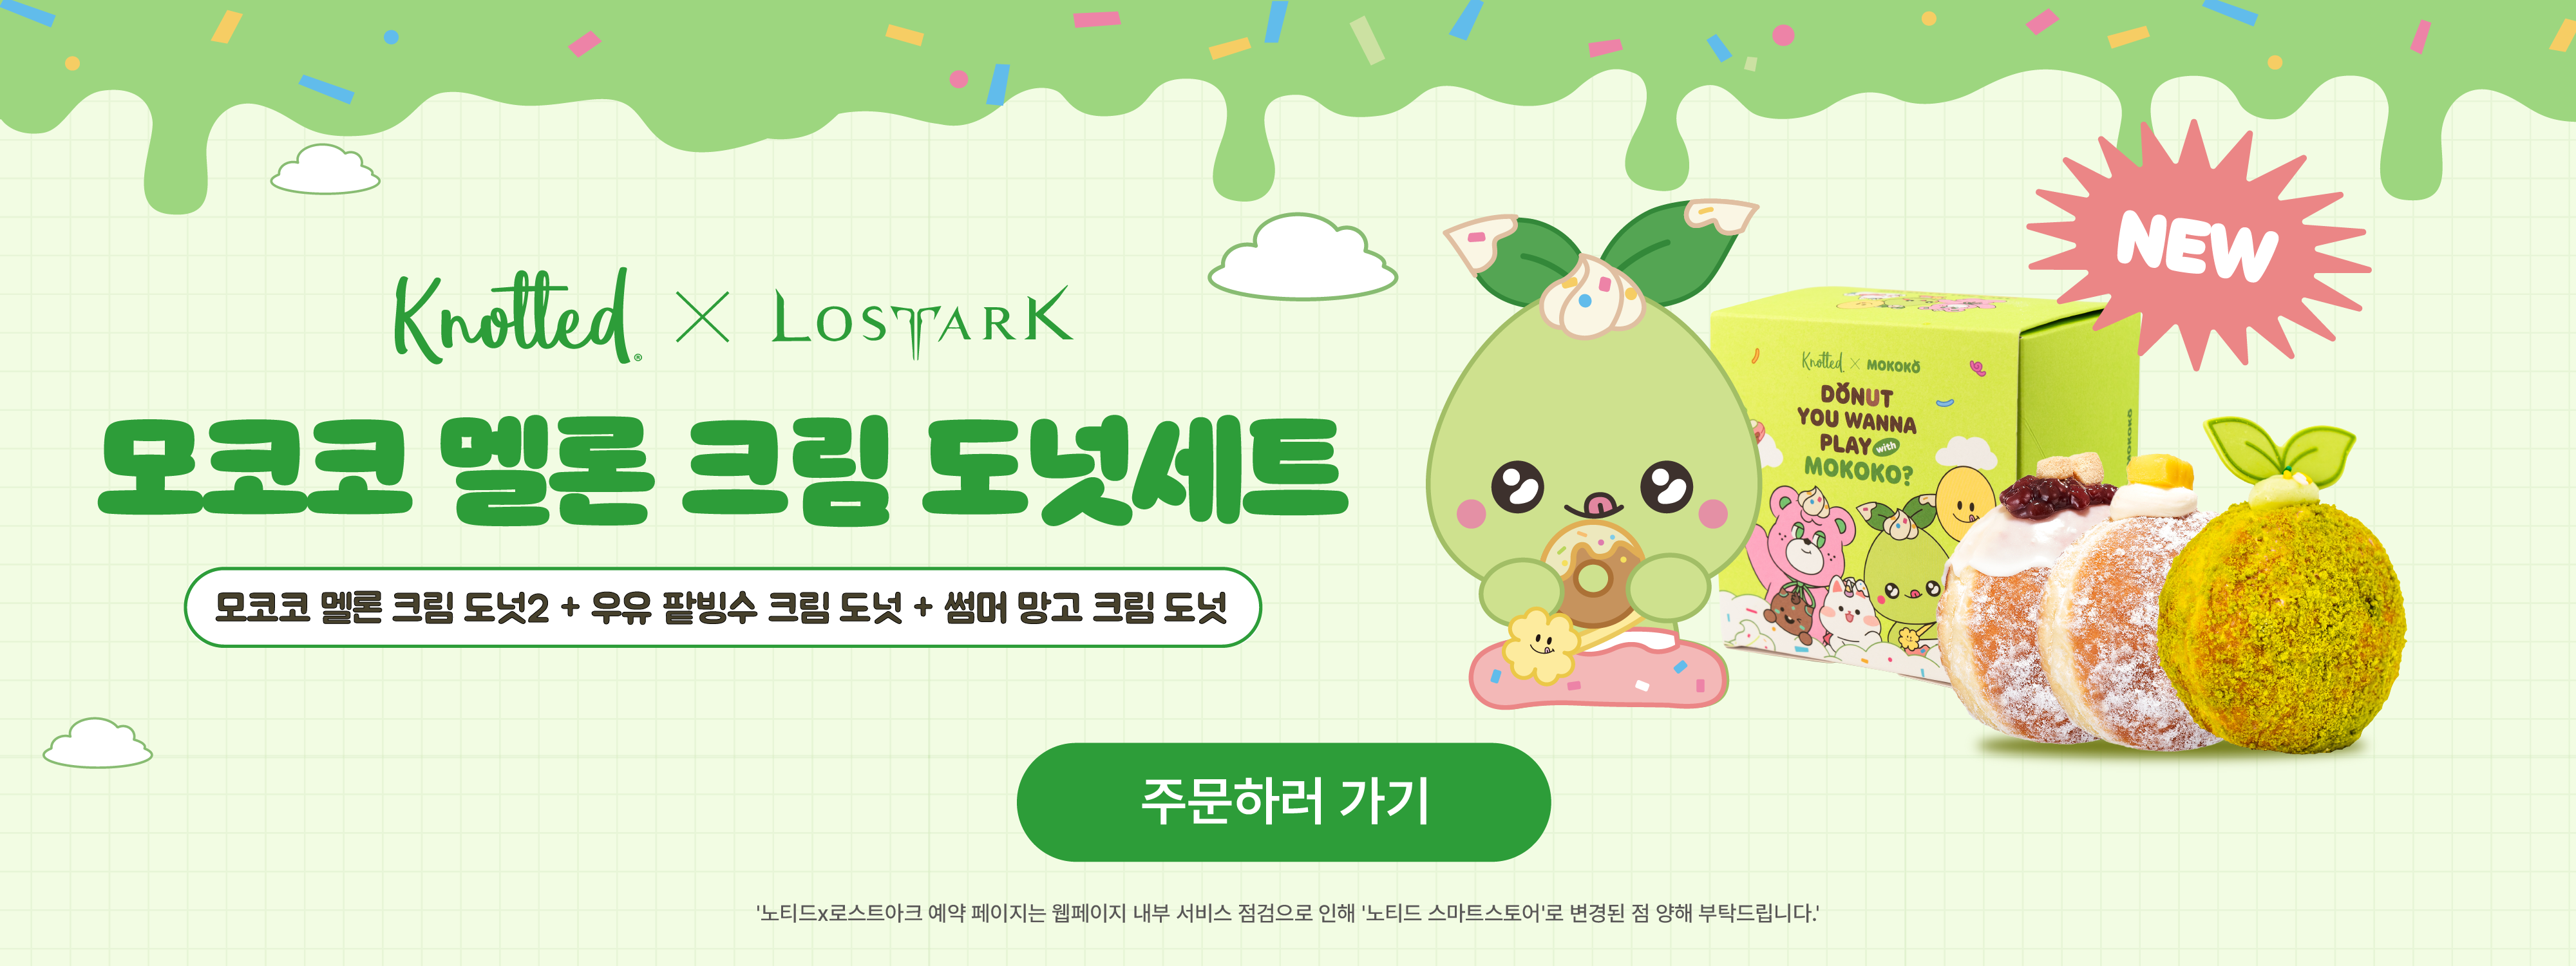 Knotted® × LOST ARK
모코코 멜론 크림 도넛세트
모코코 멜론 크림 도넛2 + 우유 팥빙수 크림 도넛 + 썸머 망고 크림 도넛
NEW
Knotted × MOKOKO
DONUT
YOU WANNA
PLAY with
MOKOKO?
MOKOKO
주문하러 가기
'노티드x로스트아크 예약 페이지는 웹페이지 내부 서비스 점검으로 인해 '노티드 스마트스토어'로 변경된 점 양해 부탁드립니다.'